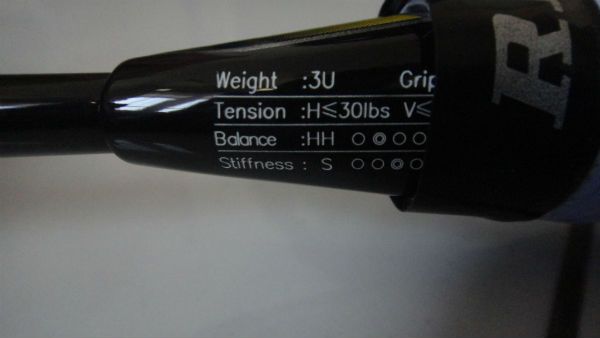 Weight :3U Grip
Tension :H≤30lbs V≤
Balance :HH ○ ◎ ○ ○
Stiffness : S ○ ○ ◎ ○
R